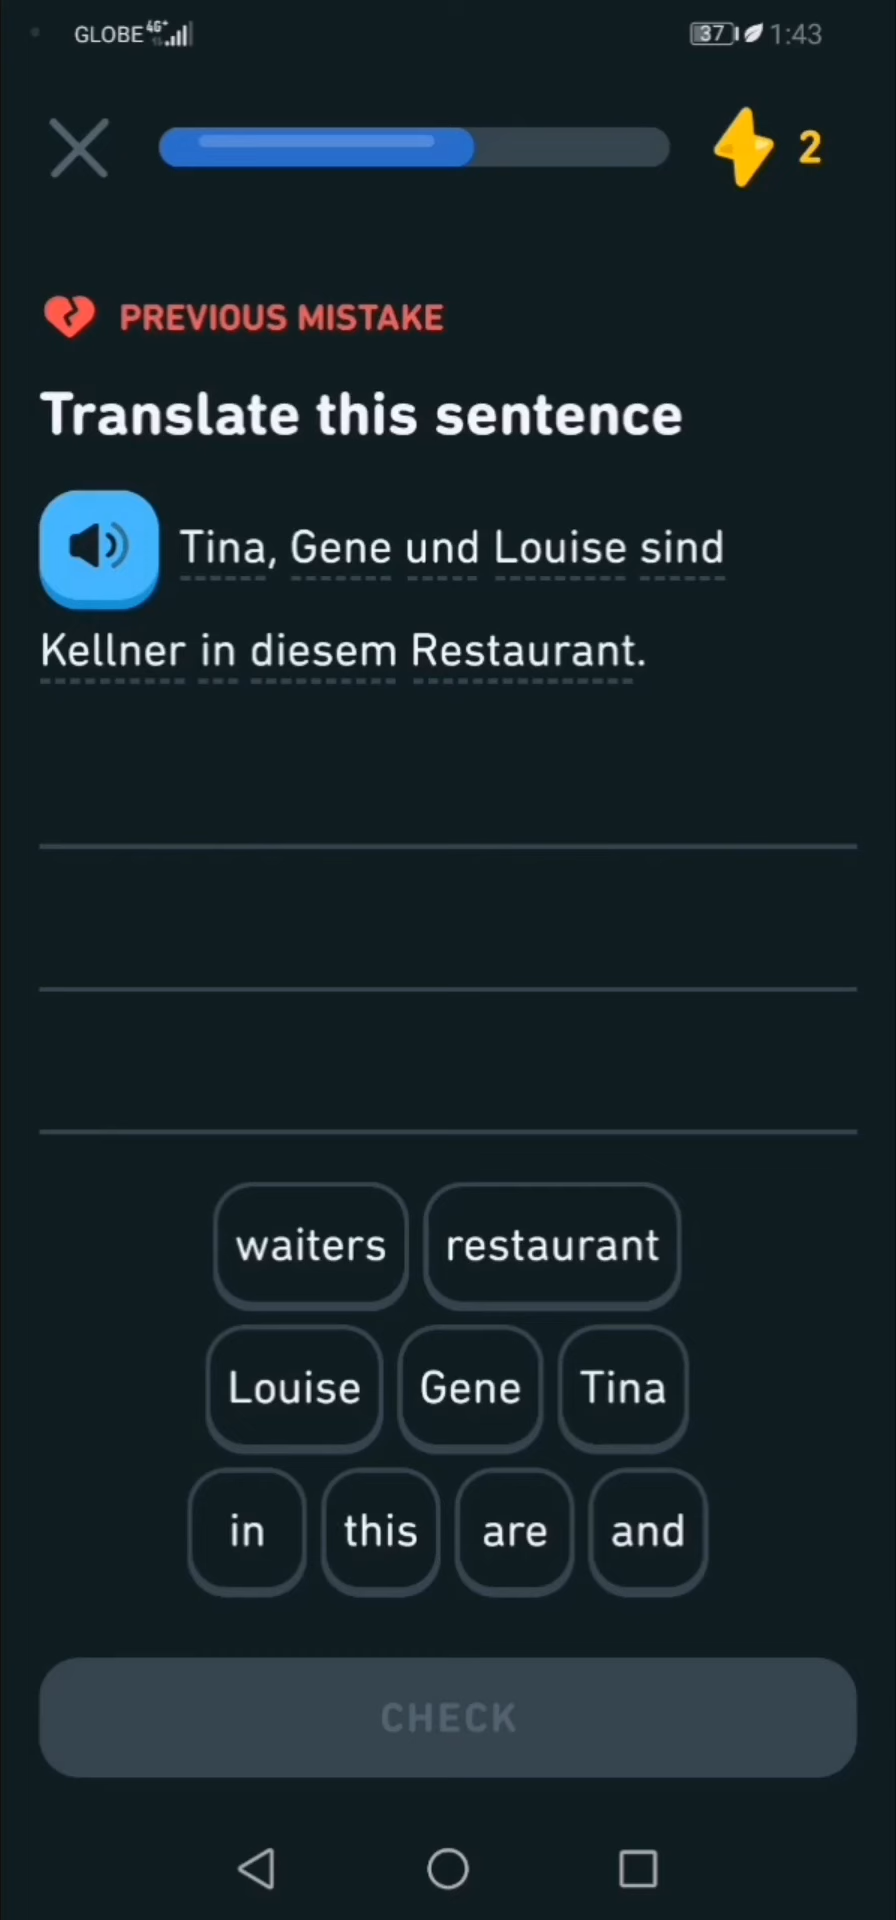 GLOBE 4G+ 37 1:43
2
PREVIOUS MISTAKE
Translate this sentence
Tina, Gene und Louise sind
Kellner in diesem Restaurant.
waiters restaurant
Louise Gene Tina
in this are and
CHECK